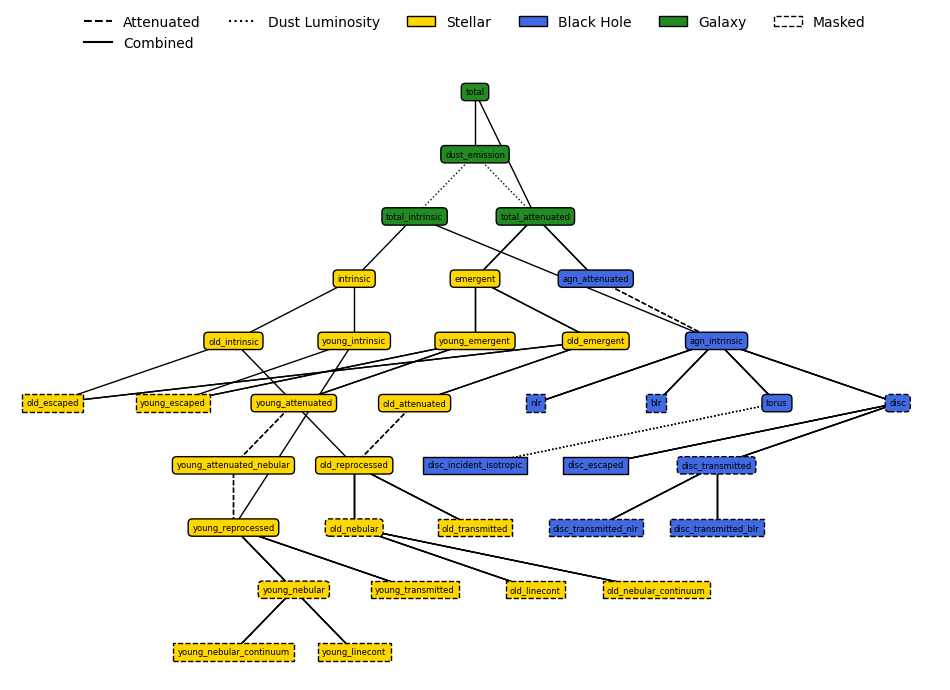 Attenuated Dust Luminosity Stellar Black Hole Galaxy Masked
Combined
total
dust_emission
total_intrinsic total_attenuated
intrinsic emergent agn_attenuated
old_intrinsic young_intrinsic young_emergent old_emergent agn_intrinsic
old_escaped young_escaped young_attenuated old_attenuated nlr blr torus disc
young_attenuated_nebular old_reprocessed disc_incident_isotropic disc_escaped disc_transmitted
young_reprocessed old_nebular old_transmitted disc_transmitted_nlr disc_transmitted_blr
young_nebular young_transmitted old_linecont old_nebular_continuum
young_nebular_continuum young_linecont